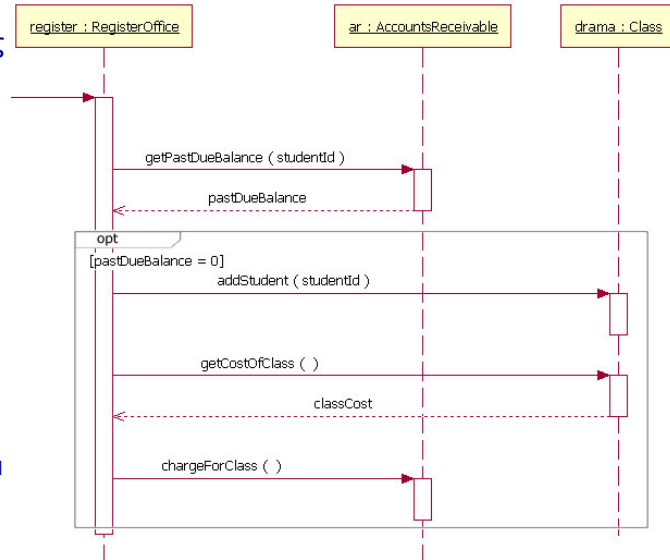 register : RegisterOffice
ar : AccountsReceivable
drama : Class
getPastDueBalance ( studentId )
pastDueBalance
opt
[pastDueBalance = 0]
addStudent ( studentId )
getCostOfClass ( )
classCost
chargeForClass ( )